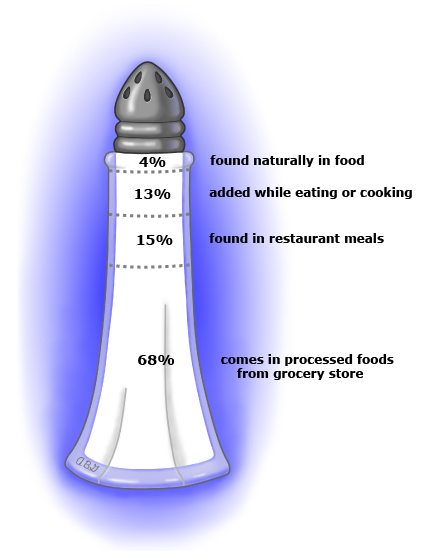 4% found naturally in food
13% added while eating or cooking
15% found in restaurant meals
68% comes in processed foods
from grocery store